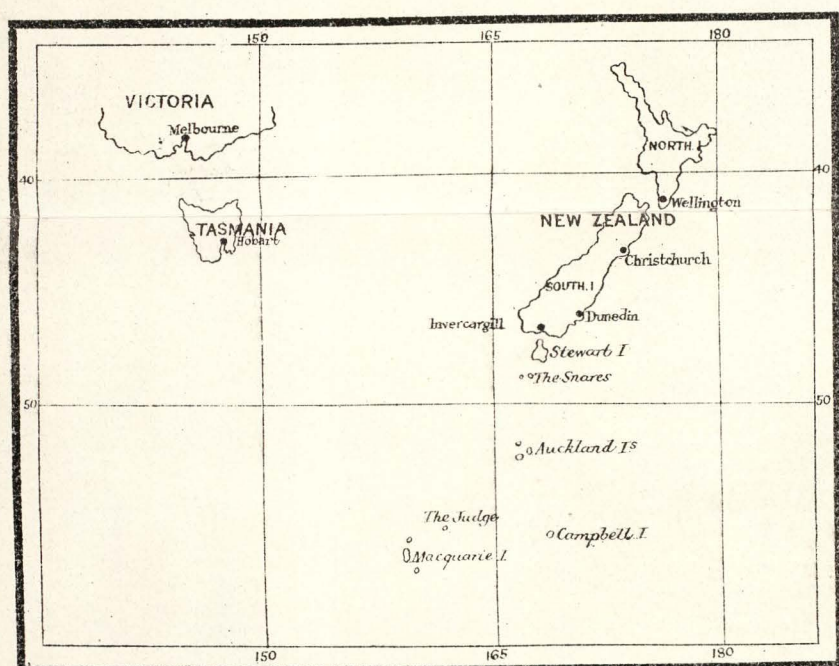 150 165 180
VICTORIA
Melbourne
NORTH. I
40 40
Wellington
TASMANIA
Hobart
NEW ZEALAND
Christchurch
SOUTH. I
Invercargill
Dunedin
Stewart I
The Snares
50 50
Auckland Is
The Judge
Campbell I.
Macquarie I.
150 165 180